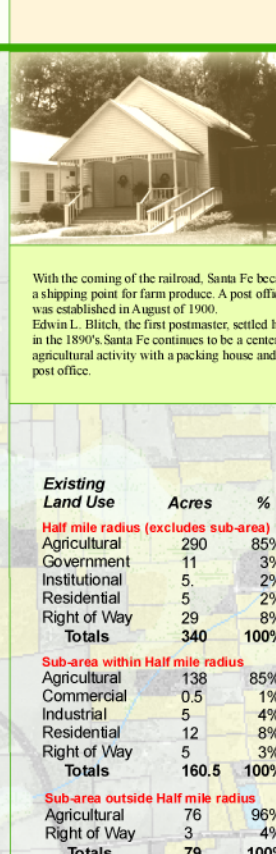 With the coming of the railroad, Santa Fe
a shipping point for farm produce. A post
was established in August of 1900.
Edwin L. Blitch, the first postmaster, settled
in the 1890's.Santa Fe continues to be a
agricultural activity with a packing house and
post office.
Existing
Land Use Acres %
Half mile radius (excludes sub-area)
Agricultural 290 85%
Government 11 3%
Institutional 5. 2%
Residential 5 2%
Right of Way 29 8%
Totals 340 100%
Sub-area within Half mile radius
Agricultural 138 85%
Commercial 0.5 1%
Industrial 5 4%
Residential 12 8%
Right of Way 5 3%
Totals 160.5 100%
Sub-area outside Half mile radius
Agricultural 76 96%
Right of Way 3 4%
Totals 79 100%